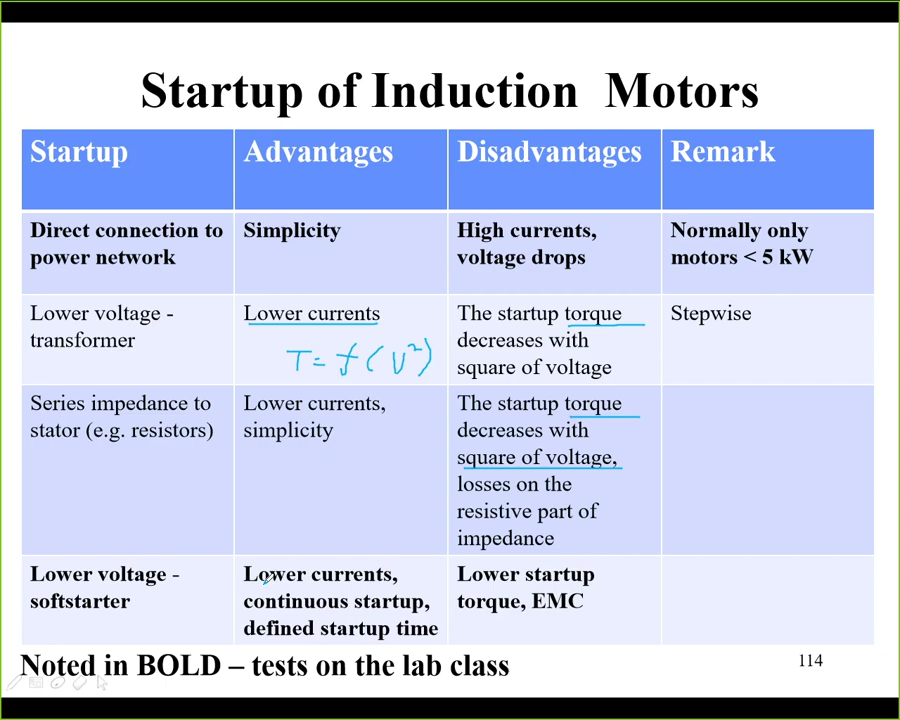 Startup of Induction Motors
Startup
Advantages
Disadvantages
Remark
Direct connection to
power network
Simplicity
High currents,
voltage drops
Normally only
motors < 5 kW
Lower voltage -
transformer
Lower currents
T = f ( U² )
The startup torque
decreases with
square of voltage
Stepwise
Series impedance to
stator (e.g. resistors)
Lower currents,
simplicity
The startup torque
decreases with
square of voltage,
losses on the
resistive part of
impedance
Lower voltage -
softstarter
Lower currents,
continuous startup,
defined startup time
Lower startup
torque, EMC
Noted in BOLD – tests on the lab class
114